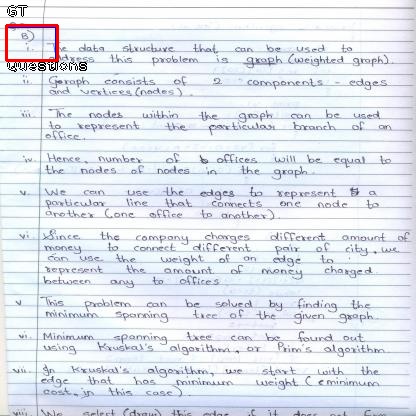 GT
Questions
B)
i. The data structure that can be used to
address this problem is graph (weighted graph)
ii. Graph consists of 2 components - edges
and vertices (nodes).
iii. The nodes within the graph can be used
to represent the particular branch of an
office.
iv. Hence, number of offices will be equal to
the nodes of nodes in the graph.
v. We can use the edges to represent a
particular line that connects one node to
another (one office to another).
vi. Since the company charges different amount of
money to connect different pair of city, we
can use the weight of an edge to
represent the amount of money charged
between any to offices.
v This problem can be solved by finding the
minimum spanning tree of the given graph.
vi. Minimum spanning tree can be found out
using Kruskal's algorithm, or Prim's algorithm.
vii. In Kruskal's algorithm, we start with the
edge that has minimum weight (minimum
cost, in this case).
viii. We select (draw) this edge if it does not form